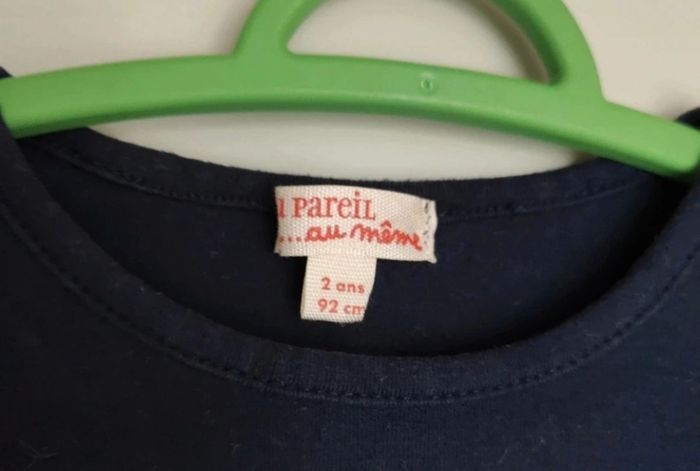 Pareil
...au même
2 ans
92 cm